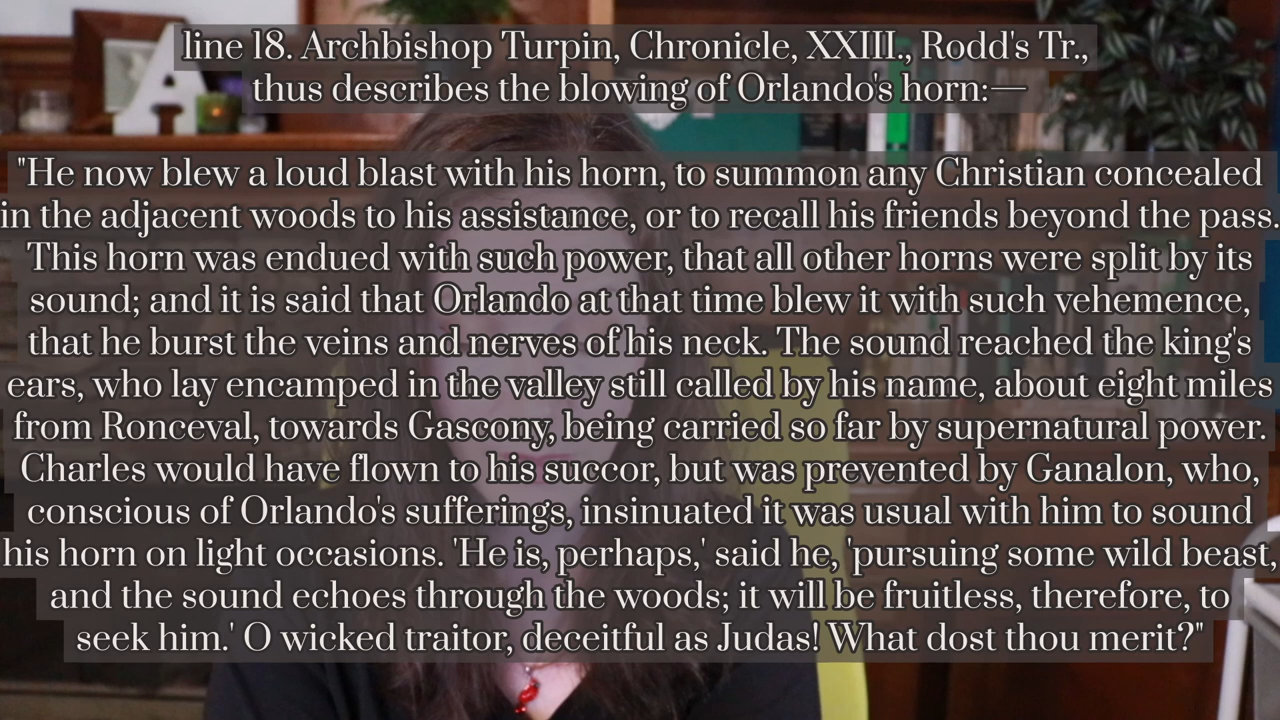 line 18. Archbishop Turpin, Chronicle, XXIII., Rodd's Tr.,
thus describes the blowing of Orlando's horn:—
"He now blew a loud blast with his horn, to summon any Christian concealed
in the adjacent woods to his assistance, or to recall his friends beyond the pass.
This horn was endued with such power, that all other horns were split by its
sound; and it is said that Orlando at that time blew it with such vehemence,
that he burst the veins and nerves of his neck. The sound reached the king's
ears, who lay encamped in the valley still called by his name, about eight miles
from Ronceval, towards Gascony, being carried so far by supernatural power.
Charles would have flown to his succor, but was prevented by Ganalon, who,
conscious of Orlando's sufferings, insinuated it was usual with him to sound
his horn on light occasions. 'He is, perhaps,' said he, 'pursuing some wild beast,
and the sound echoes through the woods; it will be fruitless, therefore, to
seek him.' O wicked traitor, deceitful as Judas! What dost thou merit?"